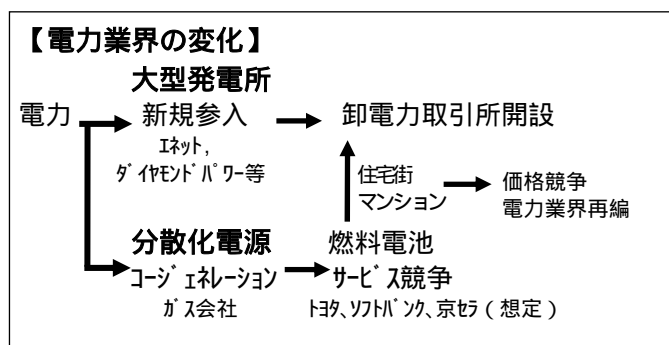 【電力業界の変化】
大型発電所
電力 新規参入 卸電力取引所開設
エネット,
ダイヤモンドパワー等
住宅街
マンション
価格競争
電力業界再編
分散化電源 燃料電池
コージェネレーション サービス競争
ガス会社 トヨタ、ソフトバンク、京セラ(想定)